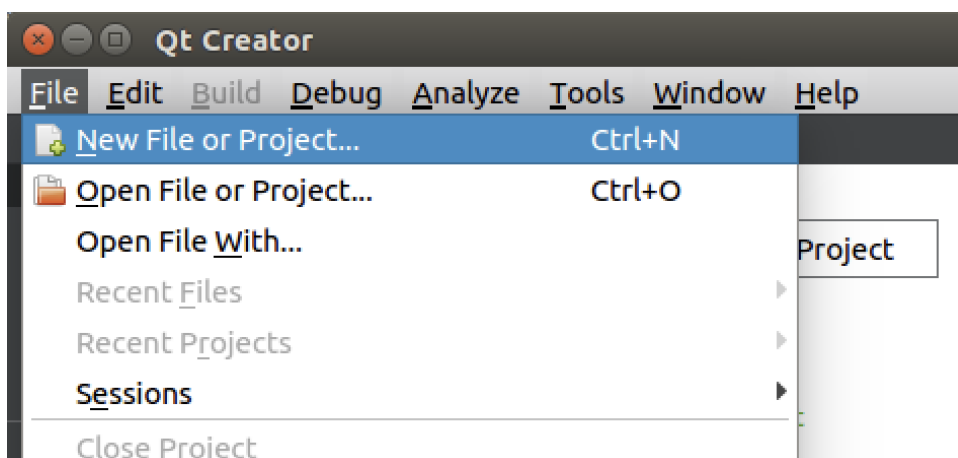 Qt Creator
File Edit Build Debug Analyze Tools Window Help
New File or Project... Ctrl+N
Open File or Project... Ctrl+O
Open File With...
Project
Recent Files
Recent Projects
Sessions
Close Project